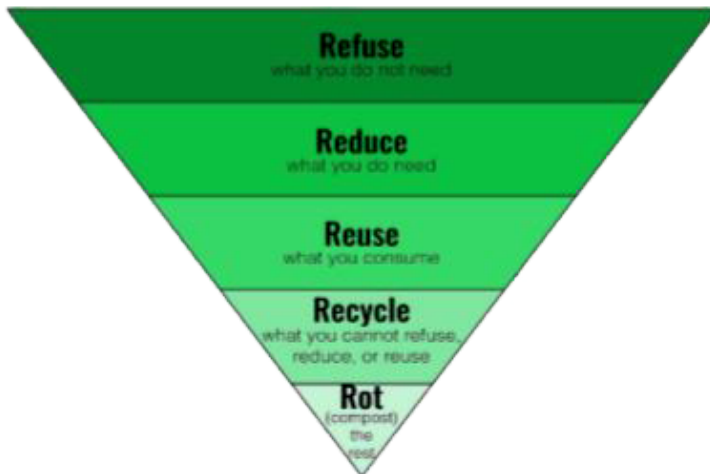 Refuse
what you do not need
Reduce
what you do need
Reuse
what you consume
Recycle
what you cannot refuse,
reduce, or reuse
Rot
(compost)
the
rest